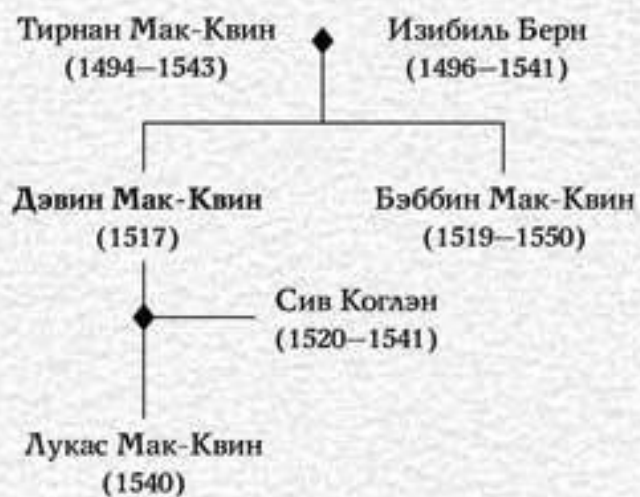 Тирнан Мак-Квин
(1494—1543)
Изибиль Берн
(1496—1541)
Дэвин Мак-Квин
(1517)
Бэббин Мак-Квин
(1519—1550)
Сив Коглэн
(1520—1541)
Лукас Мак-Квин
(1540)